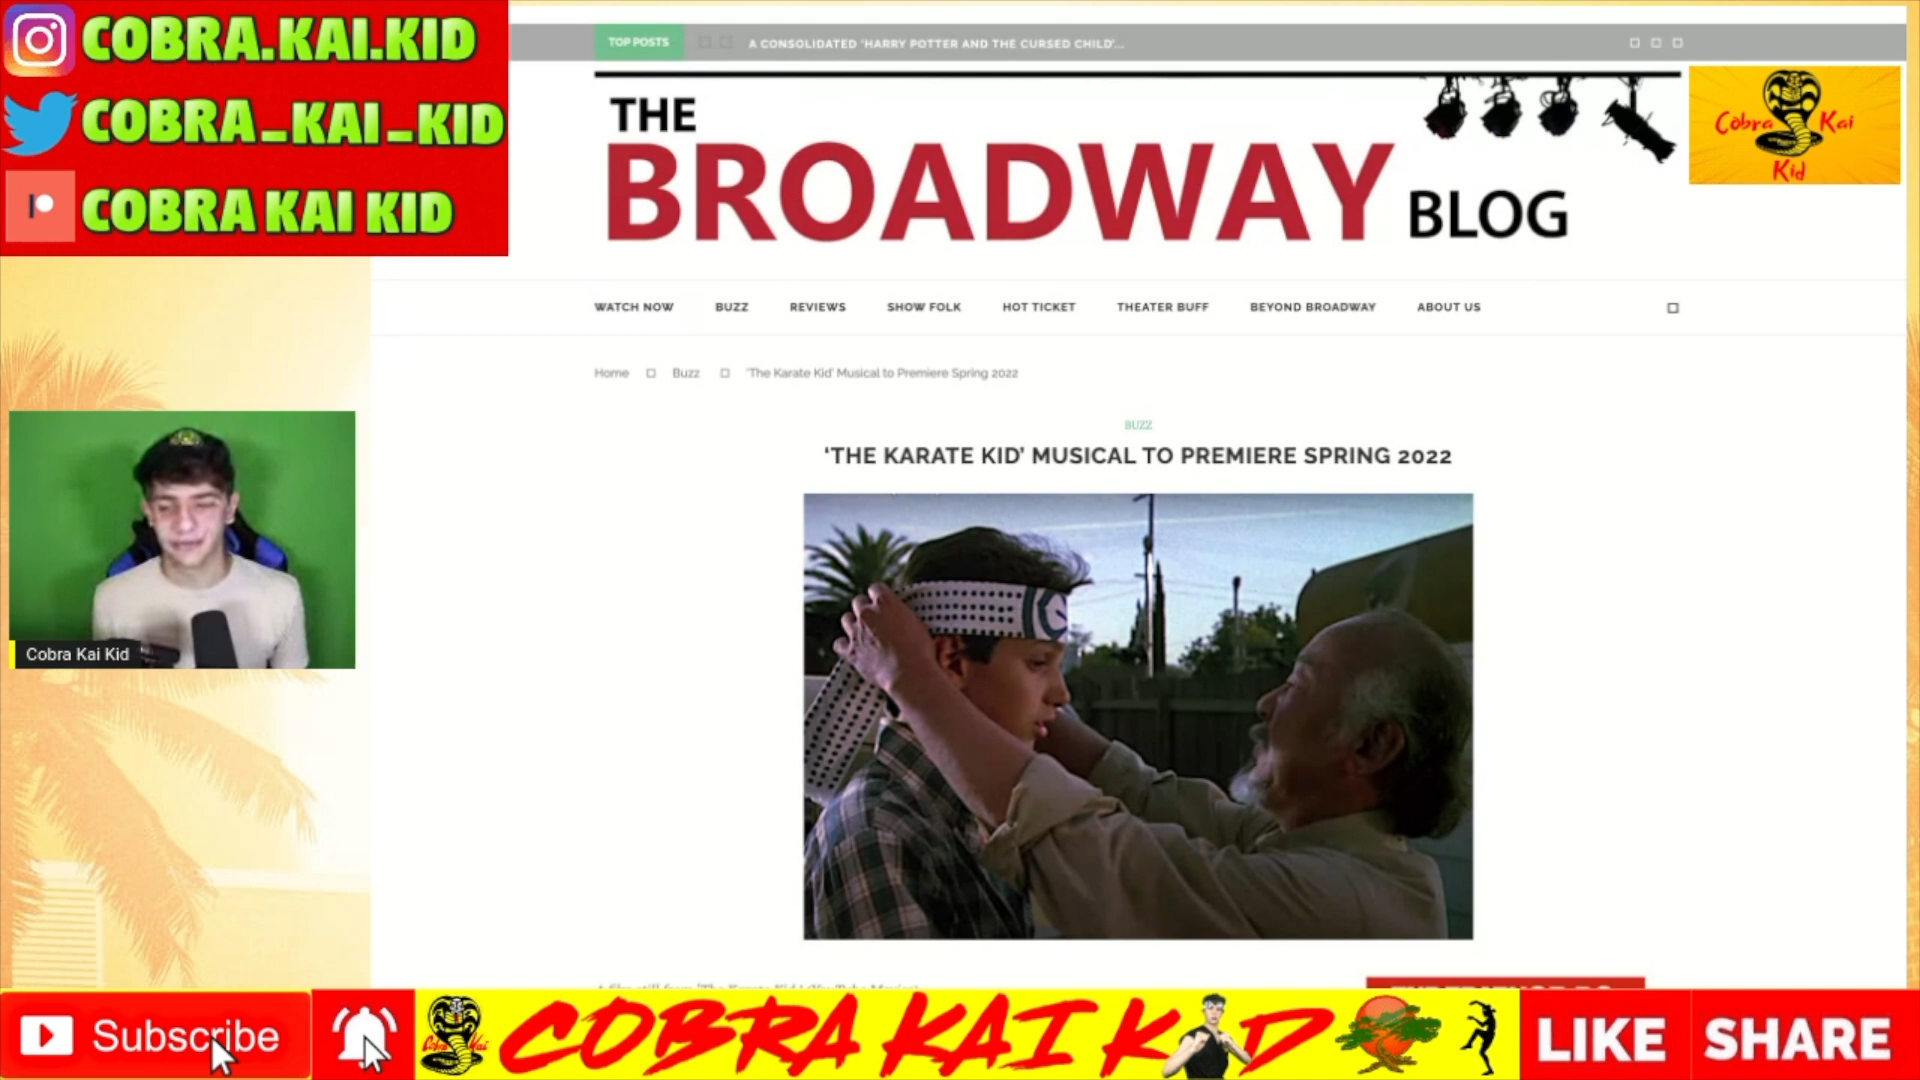 COBRA.KAI.KID
COBRA_KAI_KID
COBRA KAI KID
TOP POSTS
A CONSOLIDATED 'HARRY POTTER AND THE CURSED CHILD'...
THE
BROADWAY BLOG
Cobra Kai
Kid
WATCH NOW BUZZ REVIEWS SHOW FOLK HOT TICKET THEATER BUFF BEYOND BROADWAY ABOUT US
Home Buzz 'The Karate Kid' Musical to Premiere Spring 2022
BUZZ
‘THE KARATE KID’ MUSICAL TO PREMIERE SPRING 2022
Cobra Kai Kid
Subscribe
Cobra Kai
COBRA KAI KID
LIKE
SHARE